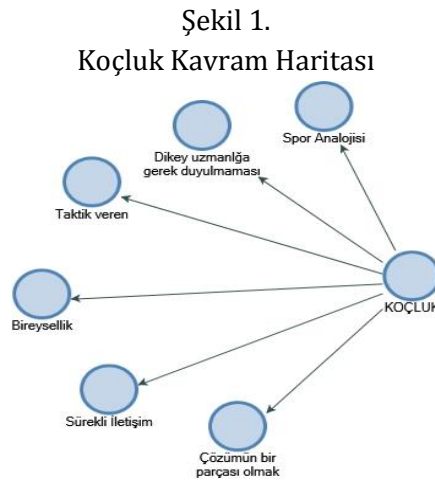 Şekil 1.
Koçluk Kavram Haritası
Spor Analojisi
Dikey uzmanlğa
gerek duyulmaması
Taktik veren
KOÇLUK
Bireysellik
Sürekli İletişim
Çözümün bir
parçası olmak